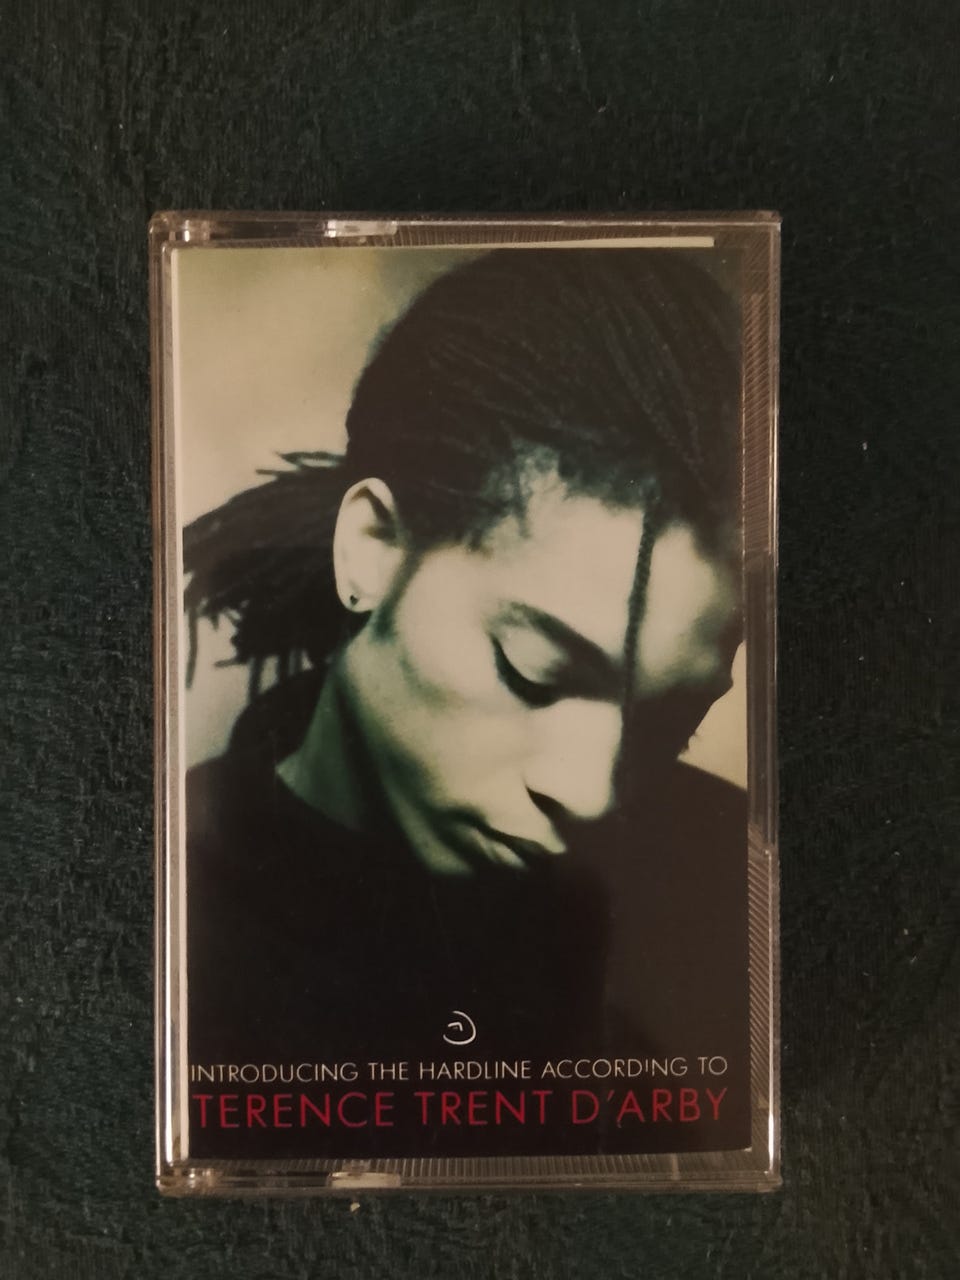 INTRODUCING THE HARDLINE ACCORDING TO
TERENCE TRENT D'ARBY